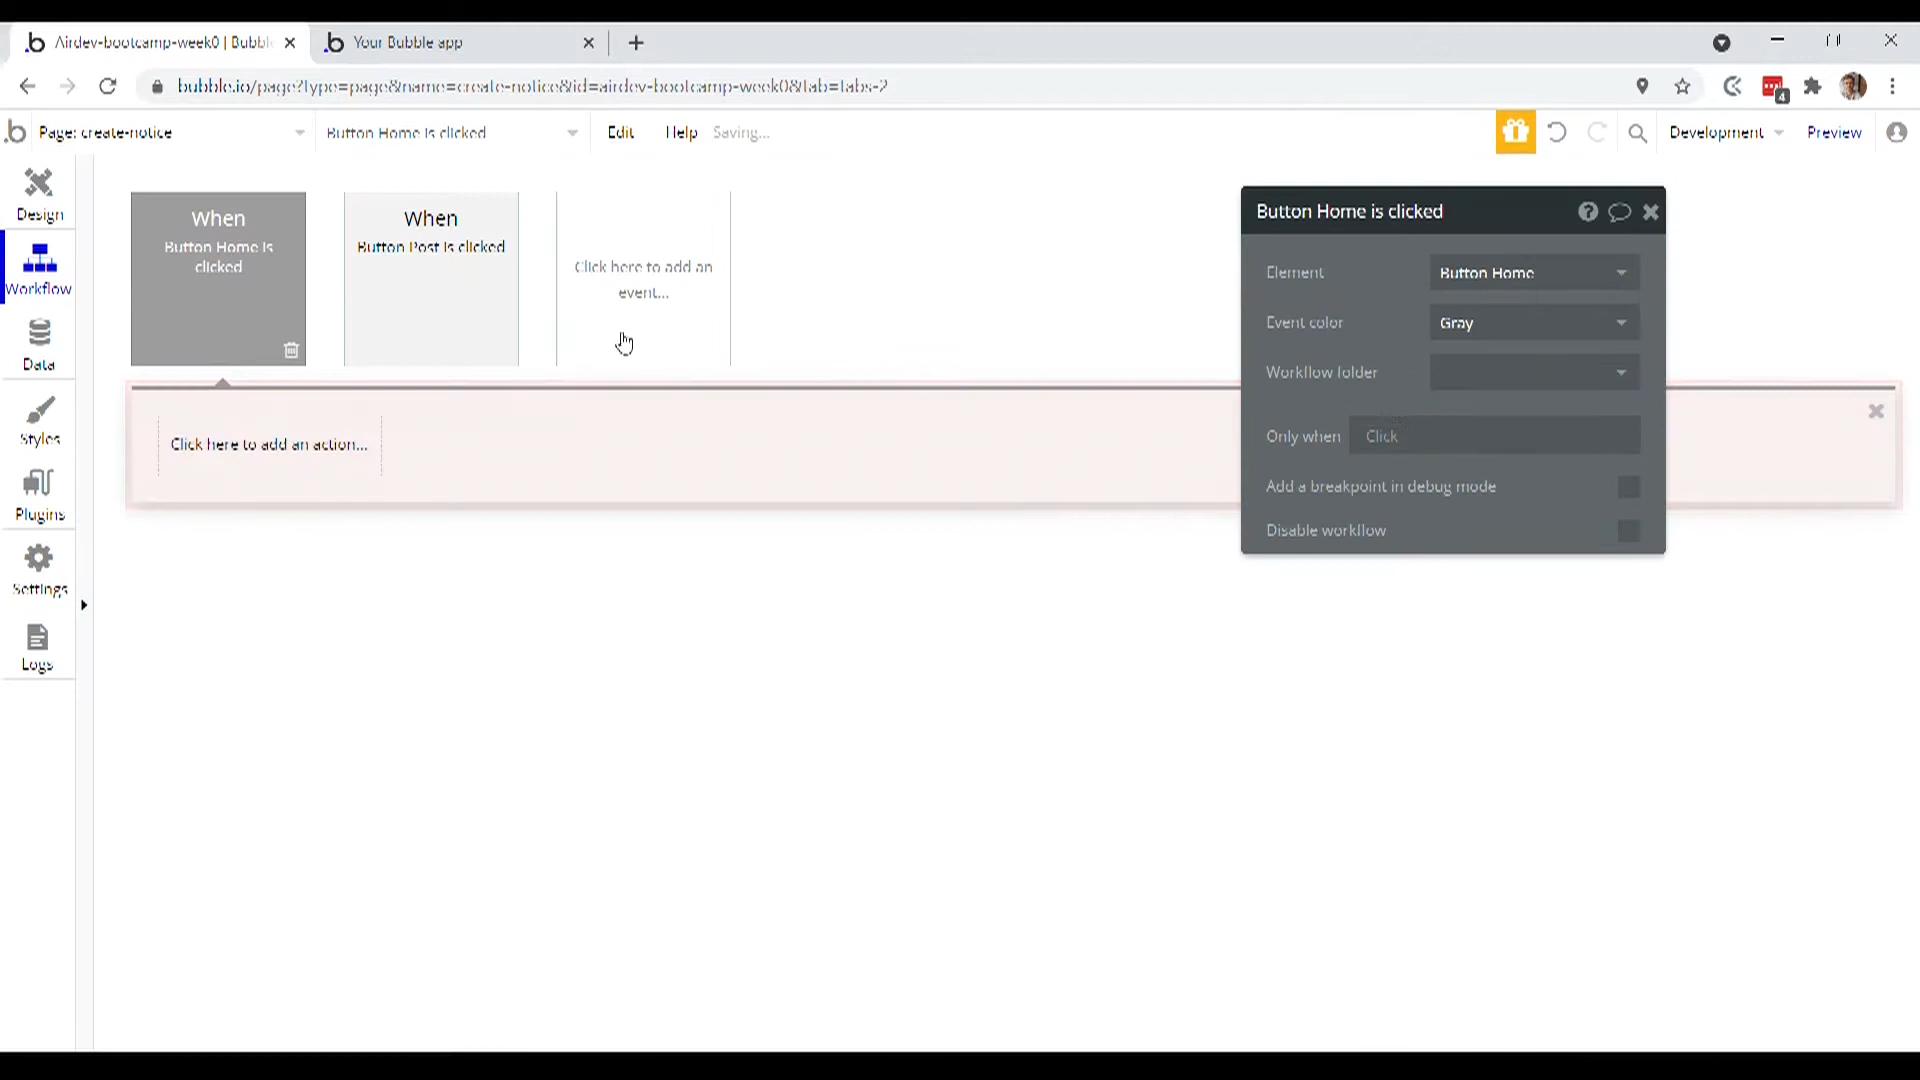 Airdev-bootcamp-week0 | Bubbl
Your Bubble app
bubble.io/page?type=page&name=create-notice&id=airdev-bootcamp-week0&tab=tabs-2
4
Page: create-notice
Button Home is clicked
Edit
Help
Saving...
Development
Preview
Design
Workflow
Data
Styles
Plugins
Settings
Logs
When
Button Home is
clicked
When
Button Post is clicked
Click here to add an
event...
Click here to add an action...
Button Home is clicked
Element
Button Home
Event color
Gray
Workflow folder
Only when
Click
Add a breakpoint in debug mode
Disable workflow